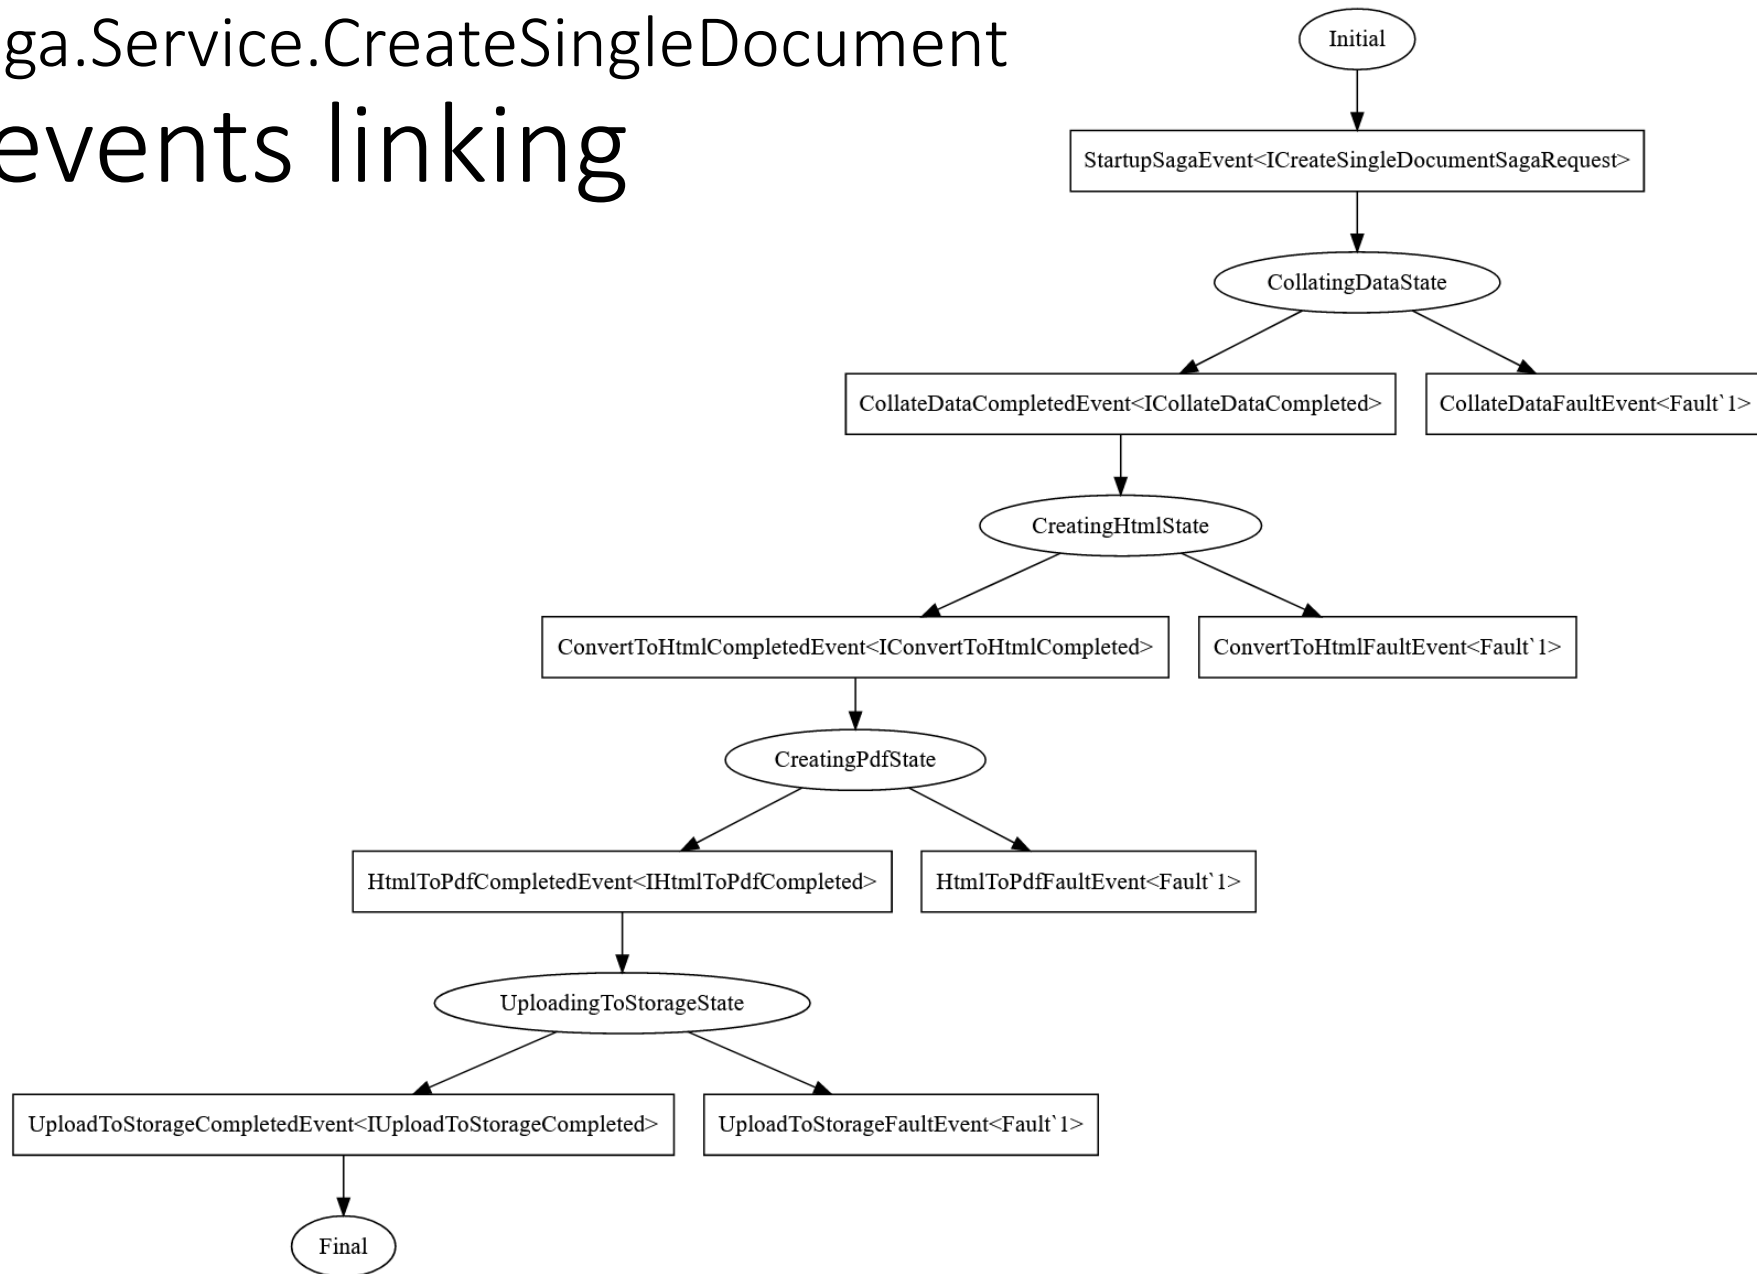 ga.Service.CreateSingleDocument
events linking
Initial
StartupSagaEvent<ICreateSingleDocumentSagaRequest>
CollatingDataState
CollateDataCompletedEvent<ICollateDataCompleted>
CollateDataFaultEvent<Fault`1>
CreatingHtmlState
ConvertToHtmlCompletedEvent<IConvertToHtmlCompleted>
ConvertToHtmlFaultEvent<Fault`1>
CreatingPdfState
HtmlToPdfCompletedEvent<IHtmlToPdfCompleted>
HtmlToPdfFaultEvent<Fault`1>
UploadingToStorageState
UploadToStorageCompletedEvent<IUploadToStorageCompleted>
UploadToStorageFaultEvent<Fault`1>
Final